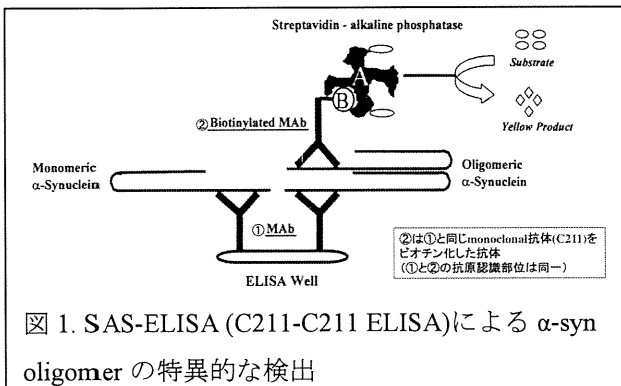 Streptavidin - alkaline phosphatase
Substrate
A
B
Yellow Product
②Biotinylated MAb
Monomeric
α-Synuclein
Oligomeric
α-Synuclein
①MAb
②は①と同じmonoclonal抗体(C211)を
ビオチン化した抗体
(①と②の抗原認識部位は同一)
ELISA Well
図 1. SAS-ELISA (C211-C211 ELISA)による α-syn
oligomer の特異的な検出